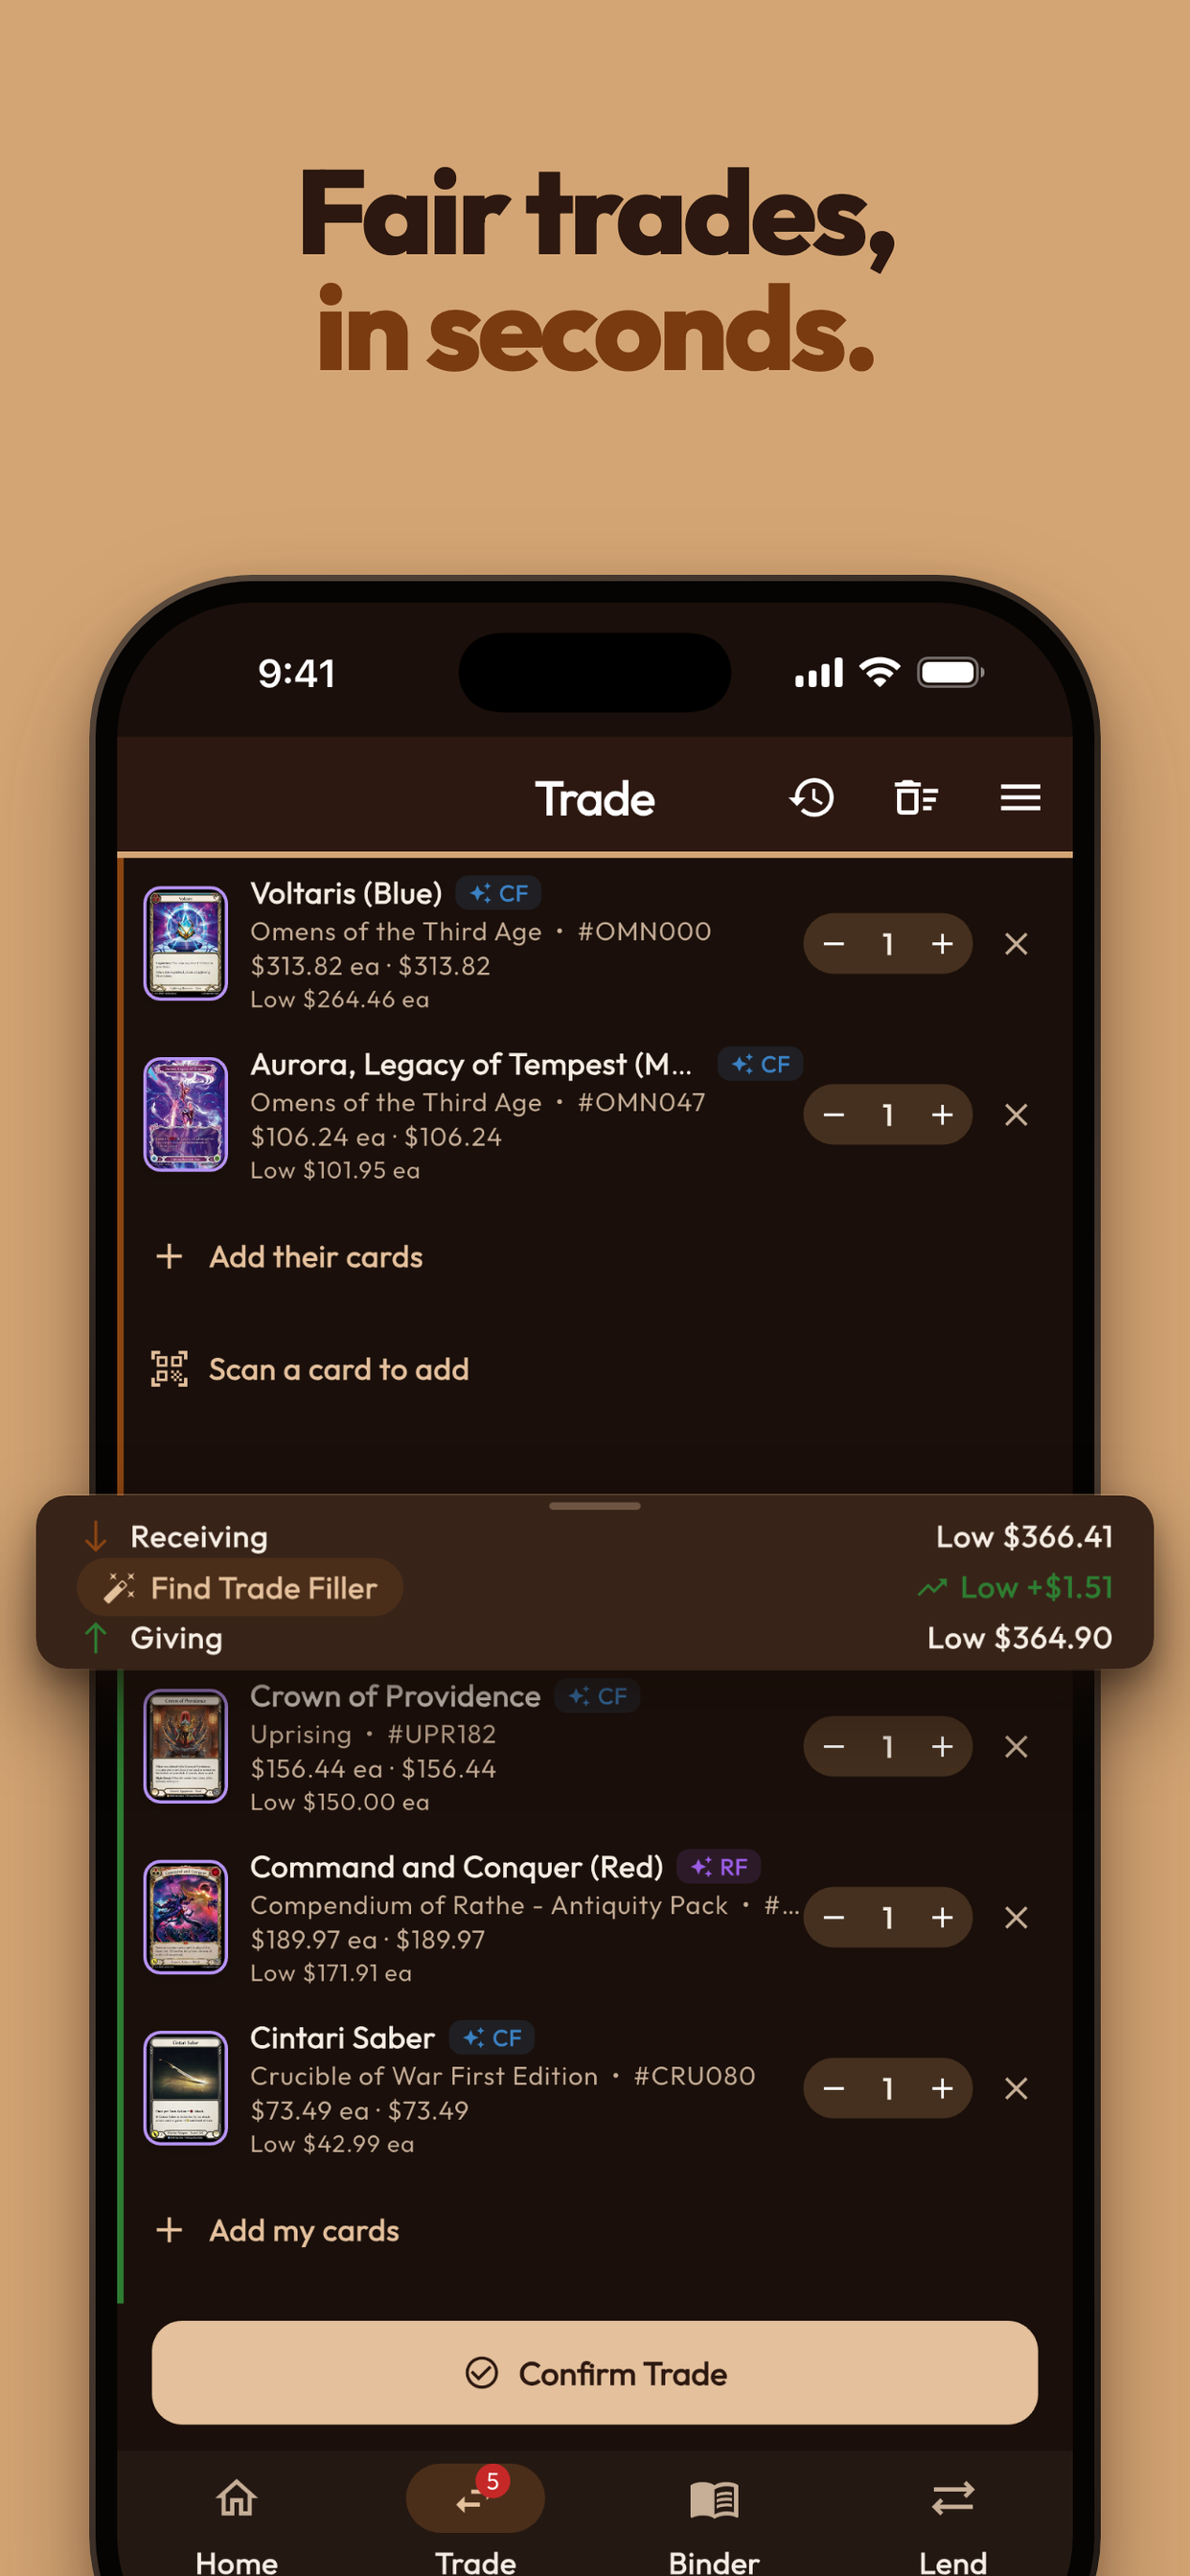 Fair trades,
in seconds.
9:41
Trade
Voltaris (Blue) CF
Omens of the Third Age • #OMN000
$313.82 ea · $313.82
Low $264.46 ea
− 1 +
Aurora, Legacy of Tempest (M... CF
Omens of the Third Age • #OMN047
$106.24 ea · $106.24
Low $101.95 ea
− 1 +
Add their cards
Scan a card to add
Receiving Low $366.41
Find Trade Filler Low +$1.51
Giving Low $364.90
Crown of Providence CF
Uprising • #UPR182
$156.44 ea · $156.44
Low $150.00 ea
− 1 +
Command and Conquer (Red) RF
Compendium of Rathe - Antiquity Pack • #...
$189.97 ea · $189.97
Low $171.91 ea
− 1 +
Cintari Saber CF
Crucible of War First Edition • #CRU080
$73.49 ea · $73.49
Low $42.99 ea
− 1 +
Add my cards
Confirm Trade
5
Home Trade Binder Lend